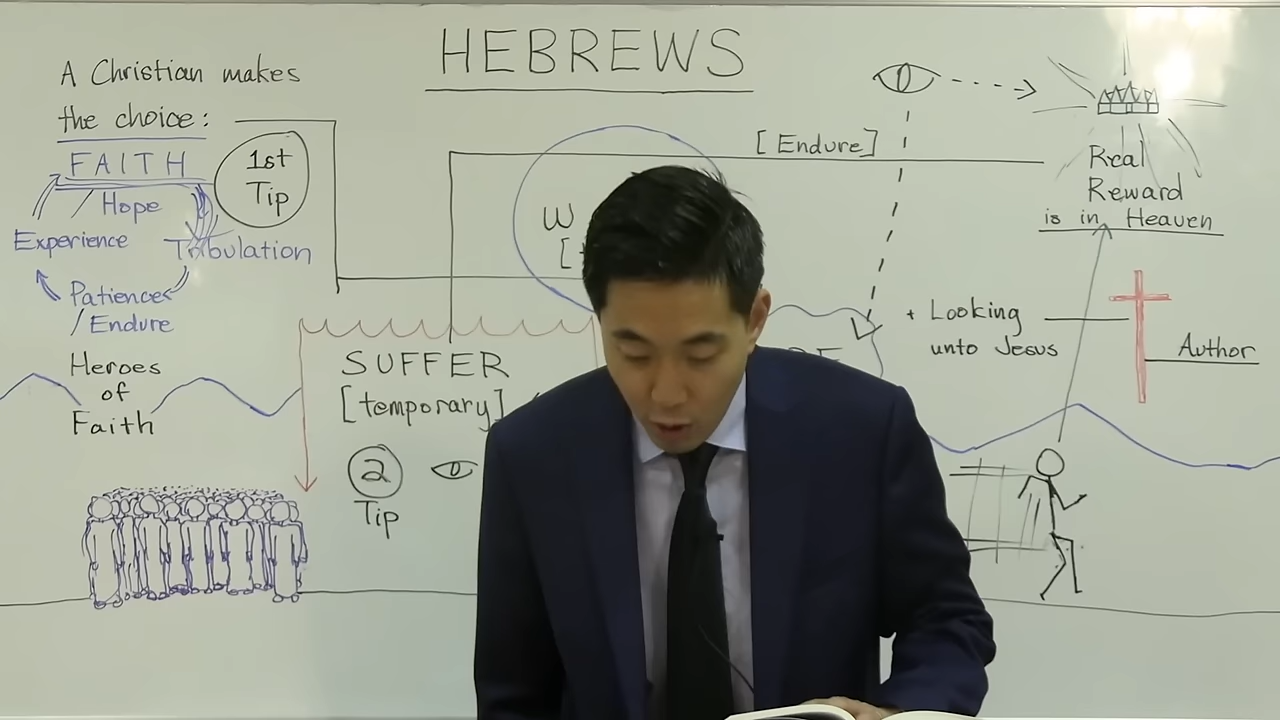 HEBREWS
A Christian makes
the choice:
FAITH
/ Hope
Experience
Tribulation
Patience
/ Endure
1st
Tip
Heroes
of
Faith
[Endure]
W
[
SUFFER
[temporary]
2
Tip
Real
Reward
is in Heaven
+ Looking
unto Jesus
Author